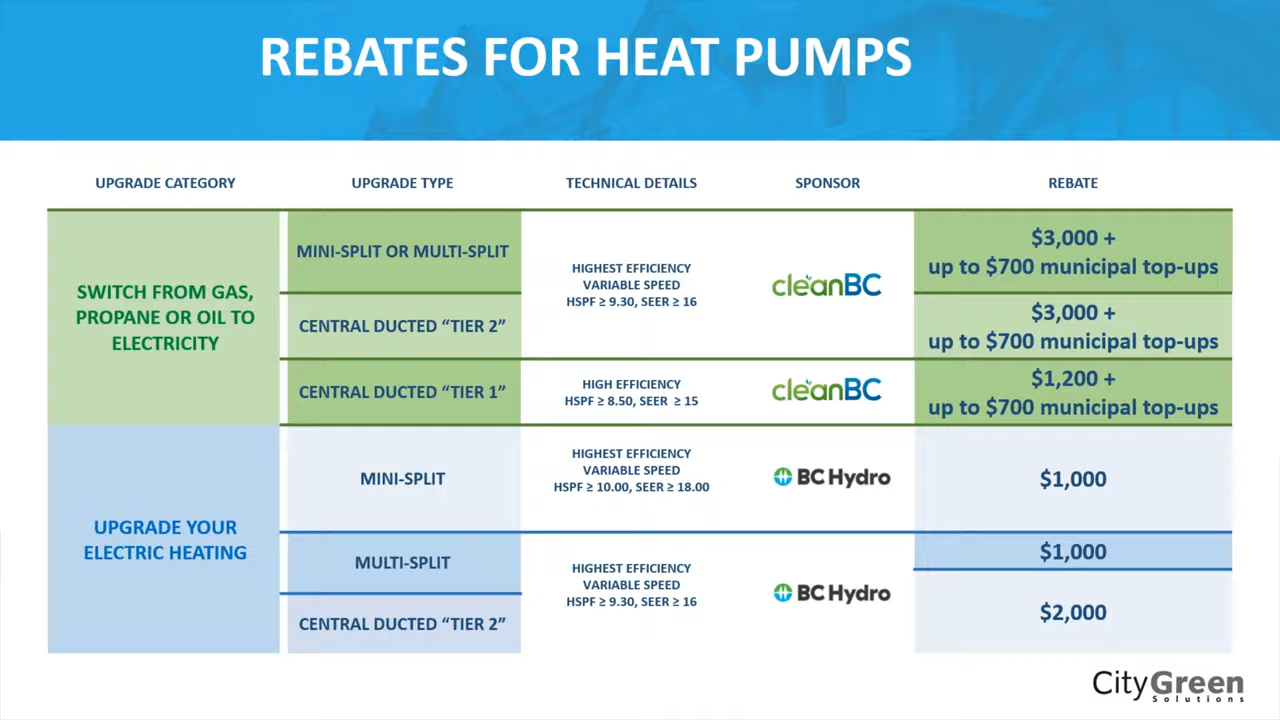 REBATES FOR HEAT PUMPS
UPGRADE CATEGORY
UPGRADE TYPE
TECHNICAL DETAILS
SPONSOR
REBATE
SWITCH FROM GAS,
PROPANE OR OIL TO
ELECTRICITY
MINI-SPLIT OR MULTI-SPLIT
HIGHEST EFFICIENCY
VARIABLE SPEED
HSPF ≥ 9.30, SEER ≥ 16
cleanBC
$3,000 +
up to $700 municipal top-ups
CENTRAL DUCTED “TIER 2”
$3,000 +
up to $700 municipal top-ups
CENTRAL DUCTED “TIER 1”
HIGH EFFICIENCY
HSPF ≥ 8.50, SEER ≥ 15
cleanBC
$1,200 +
up to $700 municipal top-ups
UPGRADE YOUR
ELECTRIC HEATING
MINI-SPLIT
HIGHEST EFFICIENCY
VARIABLE SPEED
HSPF ≥ 10.00, SEER ≥ 18.00
BC Hydro
$1,000
MULTI-SPLIT
HIGHEST EFFICIENCY
VARIABLE SPEED
HSPF ≥ 9.30, SEER ≥ 16
BC Hydro
$1,000
CENTRAL DUCTED “TIER 2”
$2,000
CityGreen
Solutions